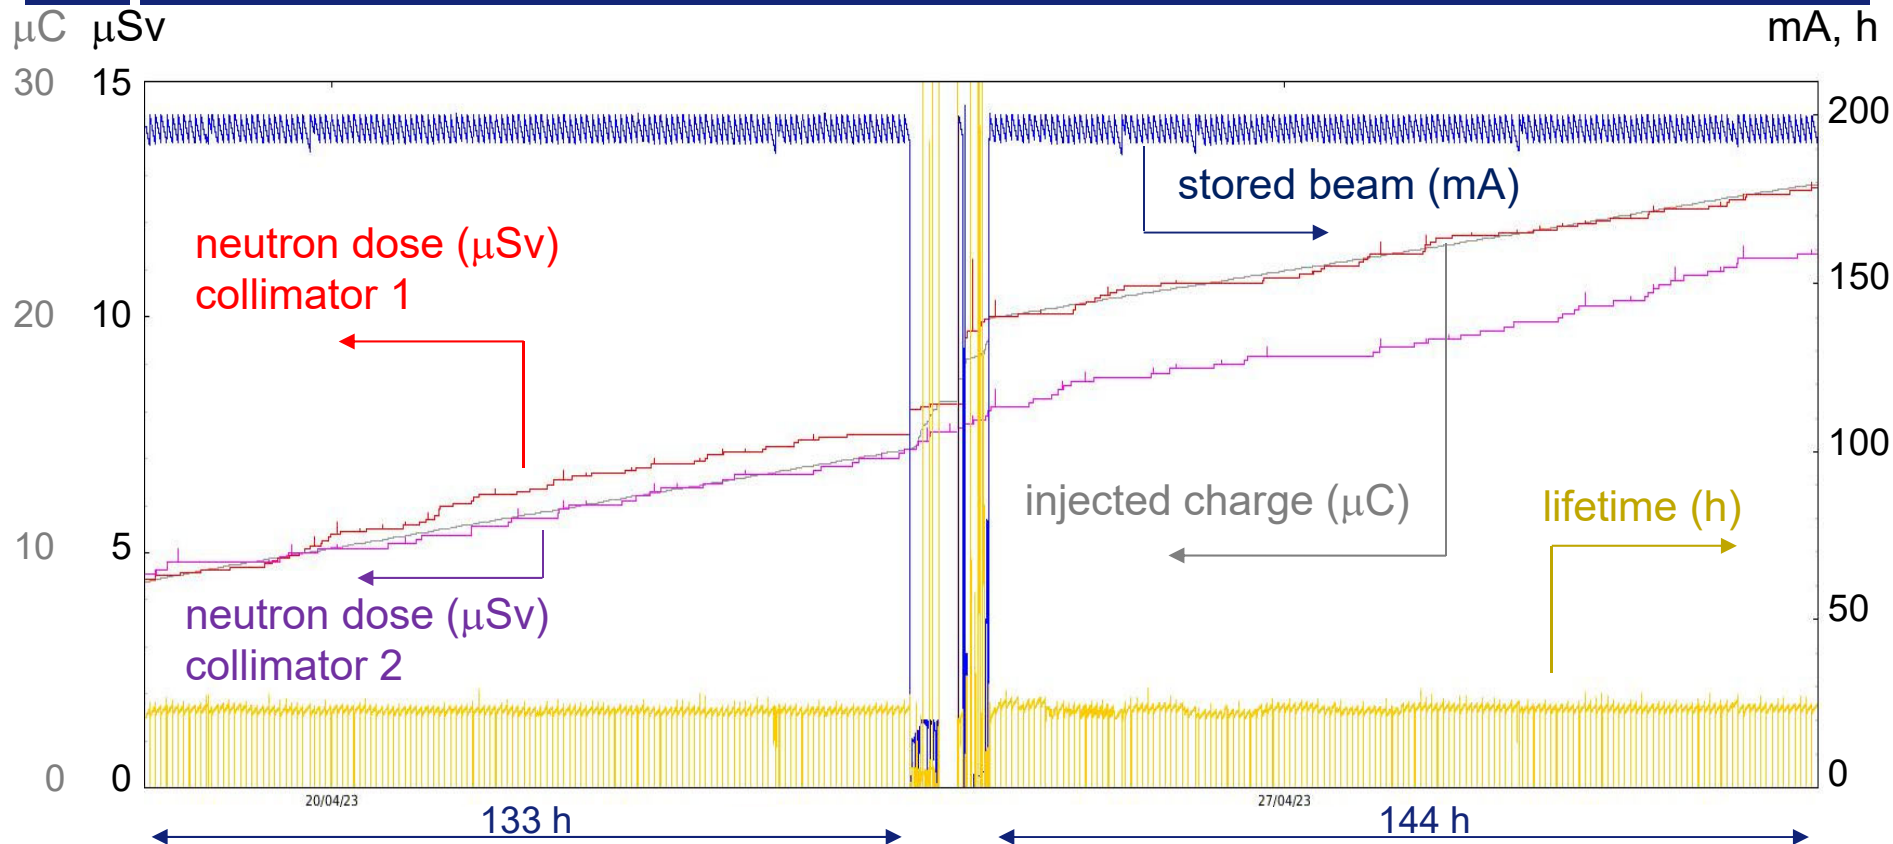 μC μSv mA, h
30 15
200
stored beam (mA)
neutron dose (μSv)
collimator 1
150
20 10
100
injected charge (μC)
lifetime (h)
10 5
neutron dose (μSv)
collimator 2
50
0 0 0
20/04/23 27/04/23
133 h 144 h